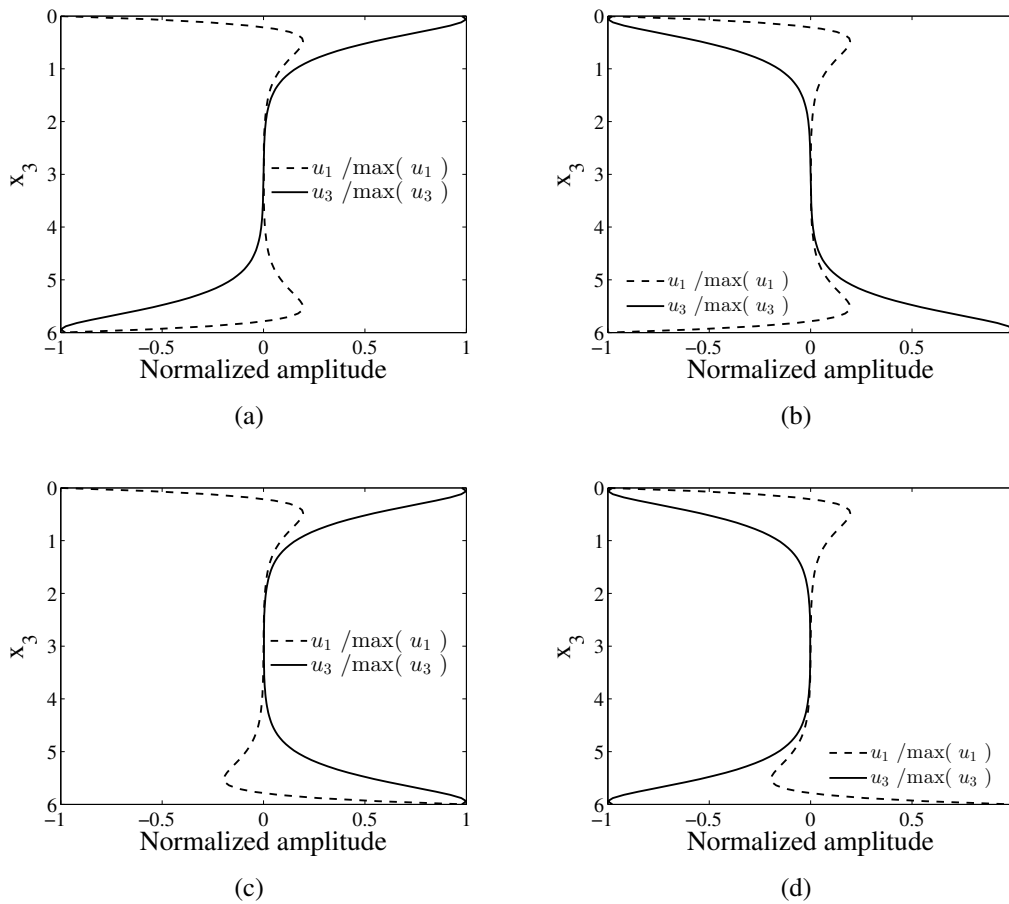 0
1
2
3
4
5
6
x3
−1 −0.5 0 0.5 1
Normalized amplitude
u1 /max( u1 )
u3 /max( u3 )
(a)
0
1
2
3
4
5
6
x3
−1 −0.5 0 0.5
Normalized amplitude
u1 /max( u1 )
u3 /max( u3 )
(b)
0
1
2
3
4
5
6
x3
−1 −0.5 0 0.5 1
Normalized amplitude
u1 /max( u1 )
u3 /max( u3 )
(c)
0
1
2
3
4
5
6
x3
−1 −0.5 0 0.5
Normalized amplitude
u1 /max( u1 )
u3 /max( u3 )
(d)